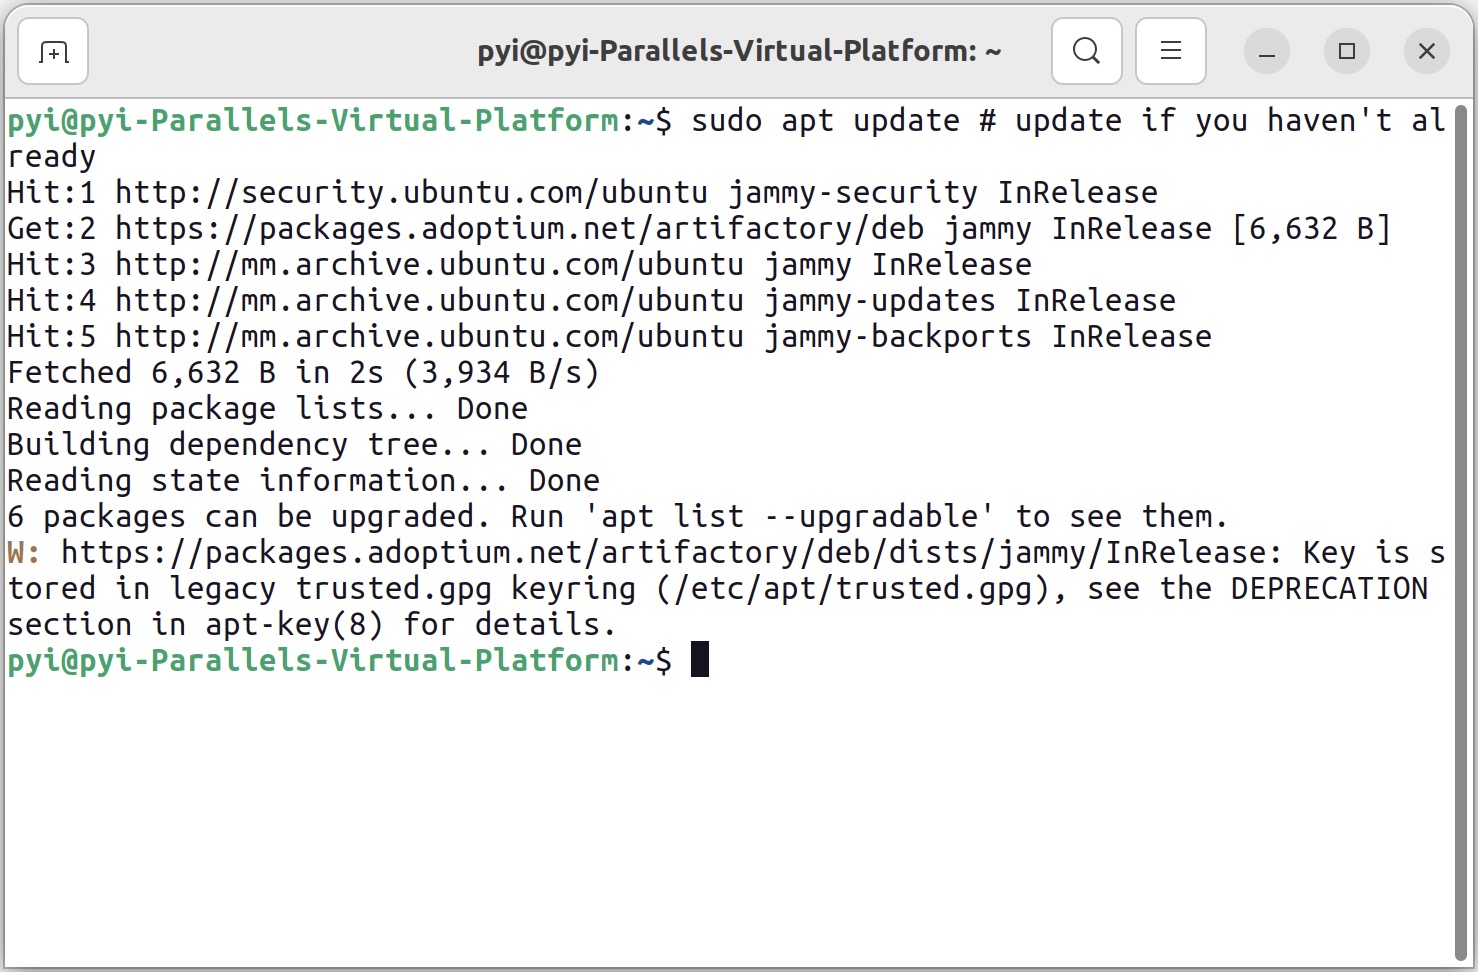 pyi@pyi-Parallels-Virtual-Platform: ~
pyi@pyi-Parallels-Virtual-Platform:~$ sudo apt update # update if you haven't al
ready
Hit:1 http://security.ubuntu.com/ubuntu jammy-security InRelease
Get:2 https://packages.adoptium.net/artifactory/deb jammy InRelease [6,632 B]
Hit:3 http://mm.archive.ubuntu.com/ubuntu jammy InRelease
Hit:4 http://mm.archive.ubuntu.com/ubuntu jammy-updates InRelease
Hit:5 http://mm.archive.ubuntu.com/ubuntu jammy-backports InRelease
Fetched 6,632 B in 2s (3,934 B/s)
Reading package lists... Done
Building dependency tree... Done
Reading state information... Done
6 packages can be upgraded. Run 'apt list --upgradable' to see them.
W: https://packages.adoptium.net/artifactory/deb/dists/jammy/InRelease: Key is s
tored in legacy trusted.gpg keyring (/etc/apt/trusted.gpg), see the DEPRECATION
section in apt-key(8) for details.
pyi@pyi-Parallels-Virtual-Platform:~$